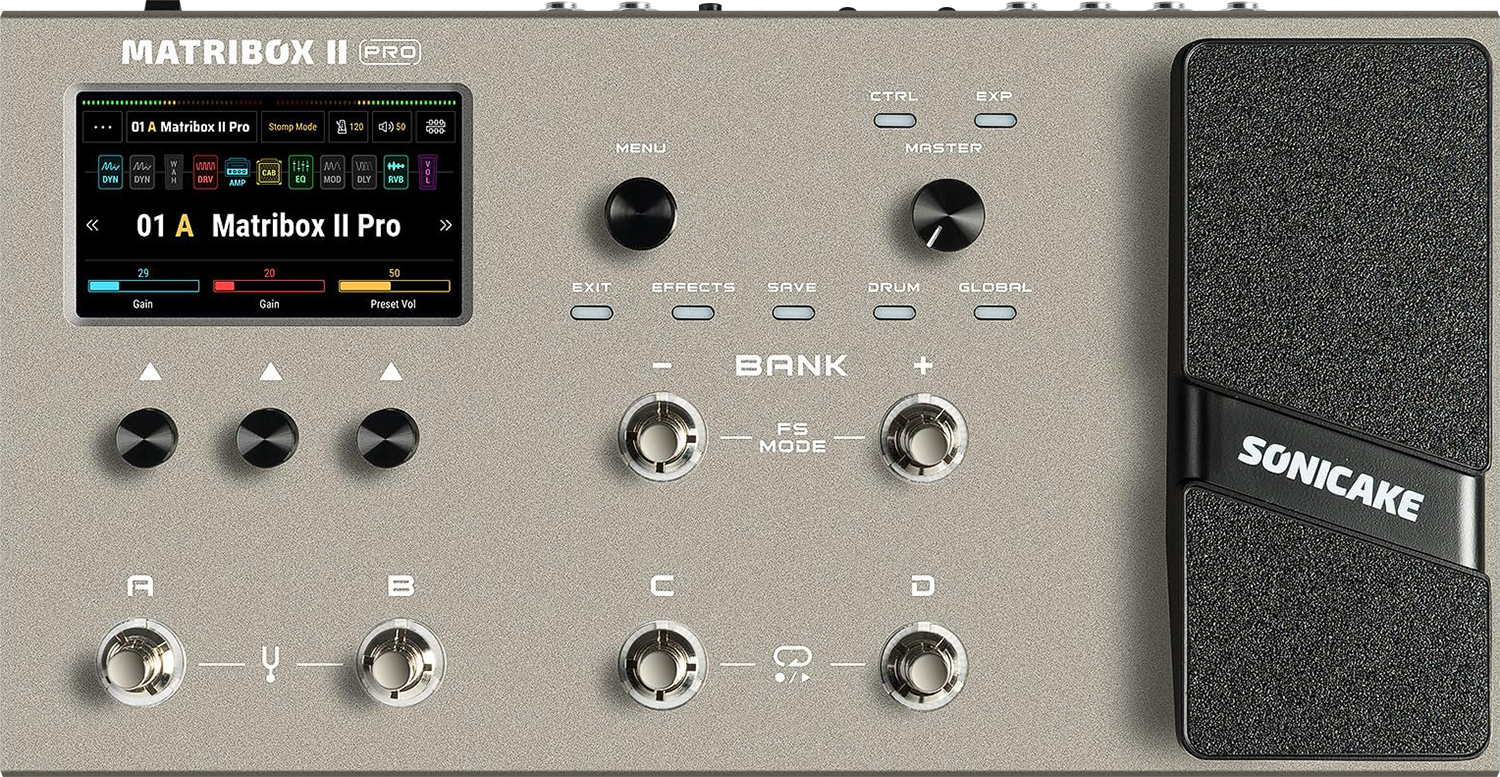 MATRIBOX II PRO
... 01 A Matribox II Pro Stomp Mode 120 50
DYN DYN WAH DRV AMP CAB EQ MOD DLY RVB VOL
« 01 A Matribox II Pro »
29 20 50
Gain Gain Preset Vol
CTRL EXP
MENU MASTER
EXIT EFFECTS SAVE DRUM GLOBAL
− BANK +
FS
MODE
SONICAKE
A B C D